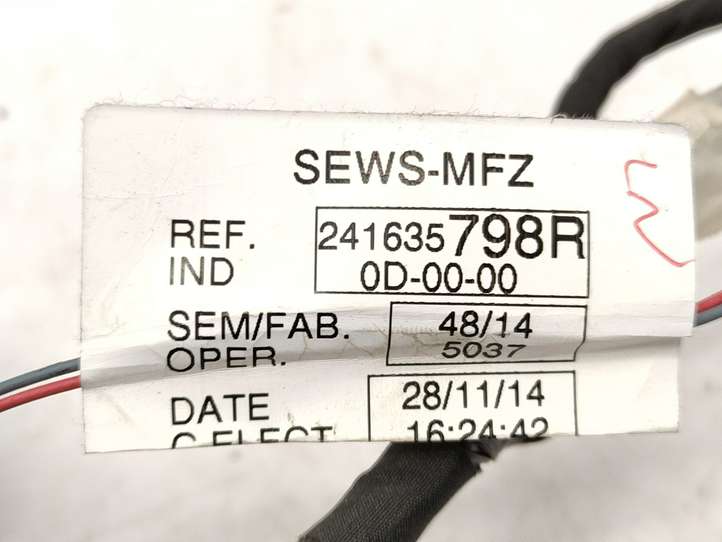 SEWS-MFZ
REF. 241635798R
IND 0D-00-00
SEM/FAB. 48/14
OPER. 5037
DATE 28/11/14
C.ELECT 16:24:42